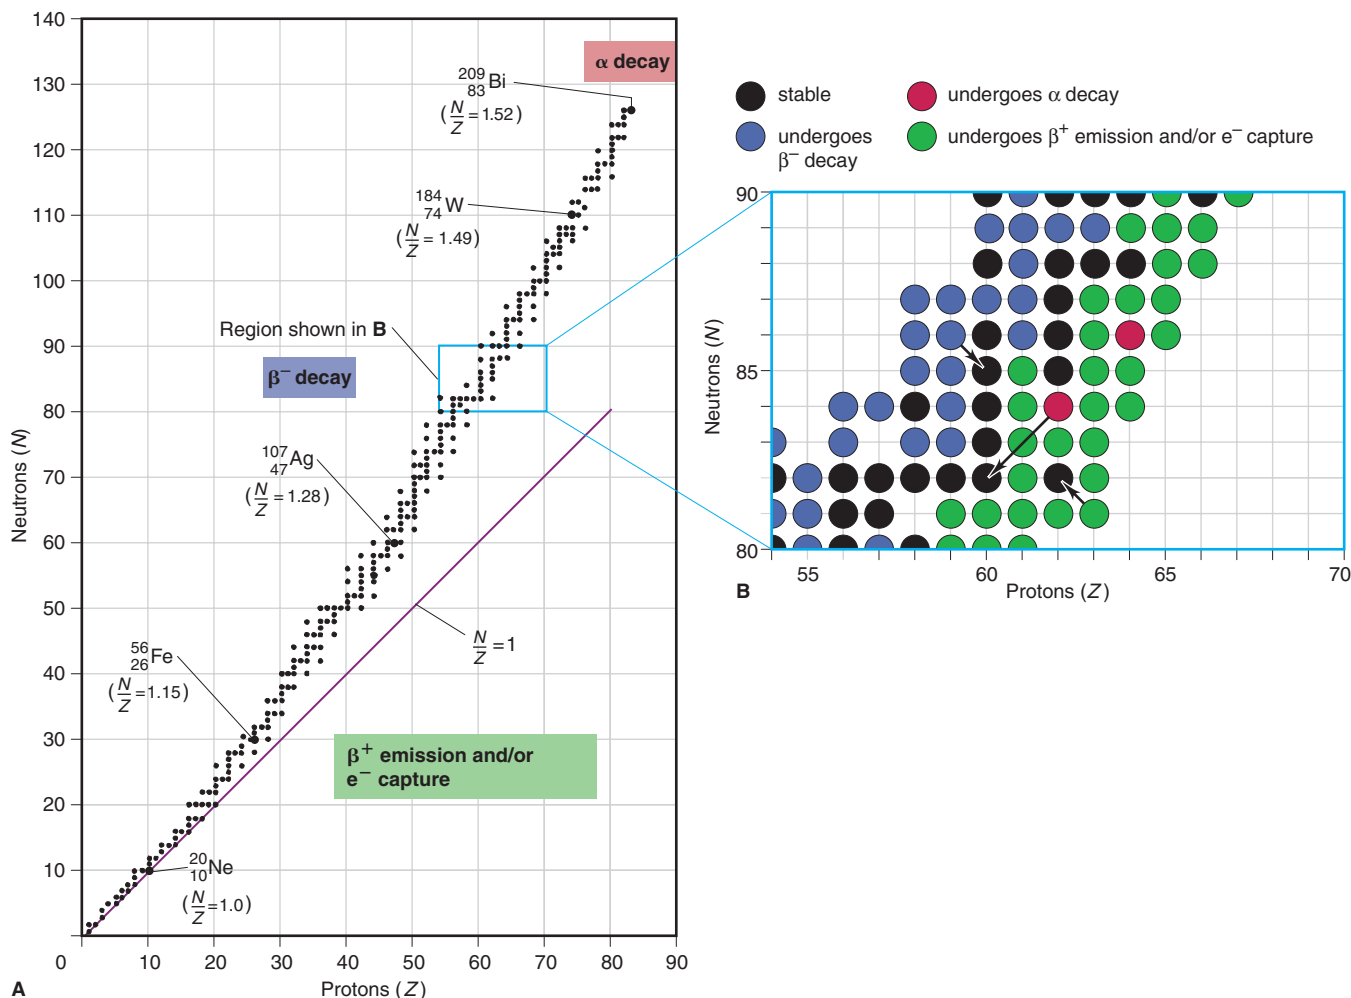 140
130
120
110
100
90
80
70
60
50
40
30
20
10
0
10 20 30 40 50 60 70 80 90
Neutrons (N)
Protons (Z)
A
α decay
209
83 Bi
(N/Z = 1.52)
184
74 W
(N/Z = 1.49)
Region shown in B
β− decay
107
47 Ag
(N/Z = 1.28)
N/Z = 1
56
26 Fe
(N/Z = 1.15)
β+ emission and/or
e− capture
20
10 Ne
(N/Z = 1.0)
stable
undergoes α decay
undergoes
β− decay
undergoes β+ emission and/or e− capture
90
85
80
Neutrons (N)
55 60 65 70
B
Protons (Z)